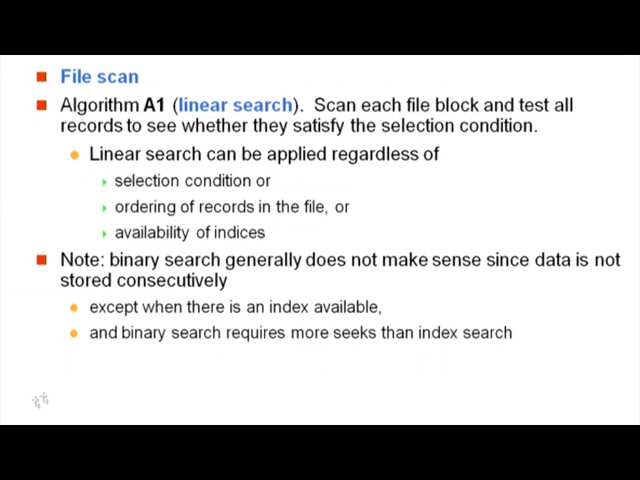 File scan
Algorithm A1 (linear search). Scan each file block and test all
records to see whether they satisfy the selection condition.
Linear search can be applied regardless of
selection condition or
ordering of records in the file, or
availability of indices
Note: binary search generally does not make sense since data is not
stored consecutively
except when there is an index available,
and binary search requires more seeks than index search